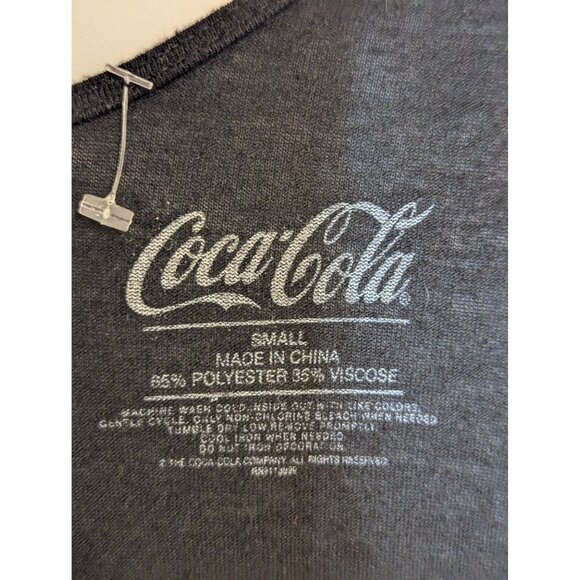 Coca-Cola®
SMALL
MADE IN CHINA
65% POLYESTER 35% VISCOSE
MACHINE WASH COLD, INSIDE OUT WITH LIKE COLORS,
GENTLE CYCLE, ONLY NON-CHLORINE BLEACH WHEN NEEDED
TUMBLE DRY LOW, REMOVE PROMPTLY.
COOL IRON WHEN NEEDED.
DO NOT IRON DECORATION.
© THE COCA-COLA COMPANY. ALL RIGHTS RESERVED.